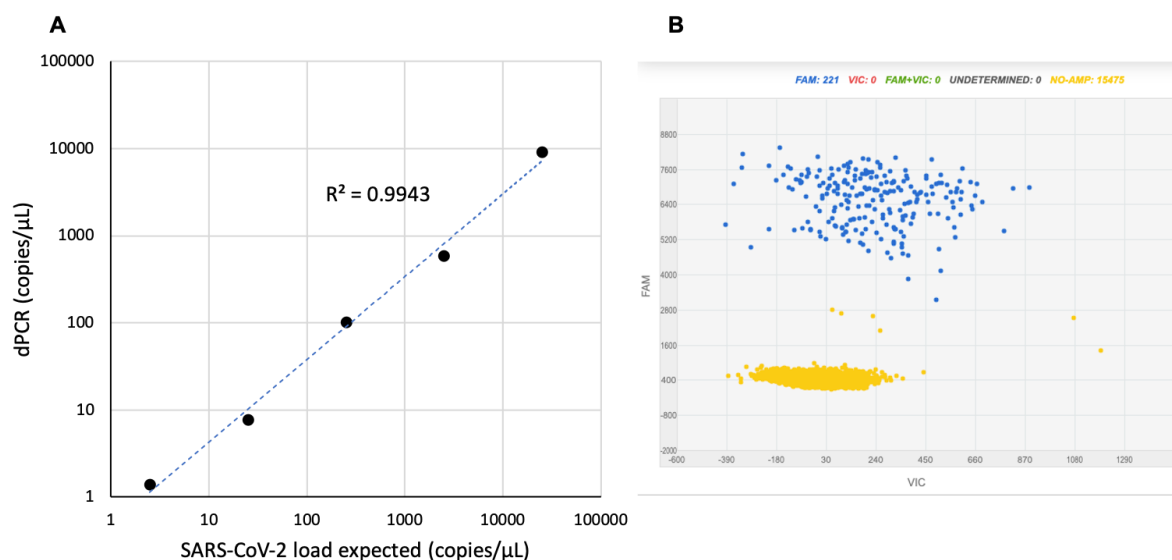 A
100000
10000
1000
100
10
1
dPCR (copies/µL)
R² = 0.9943
1 10 100 1000 10000 100000
SARS-CoV-2 load expected (copies/µL)
B
FAM: 221 VIC: 0 FAM+VIC: 0 UNDETERMINED: 0 NO-AMP: 15475
8800
7600
6400
5200
4000
2800
1600
400
-800
-2000
FAM
-600 -390 -180 30 240 450 660 870 1080 1290
VIC